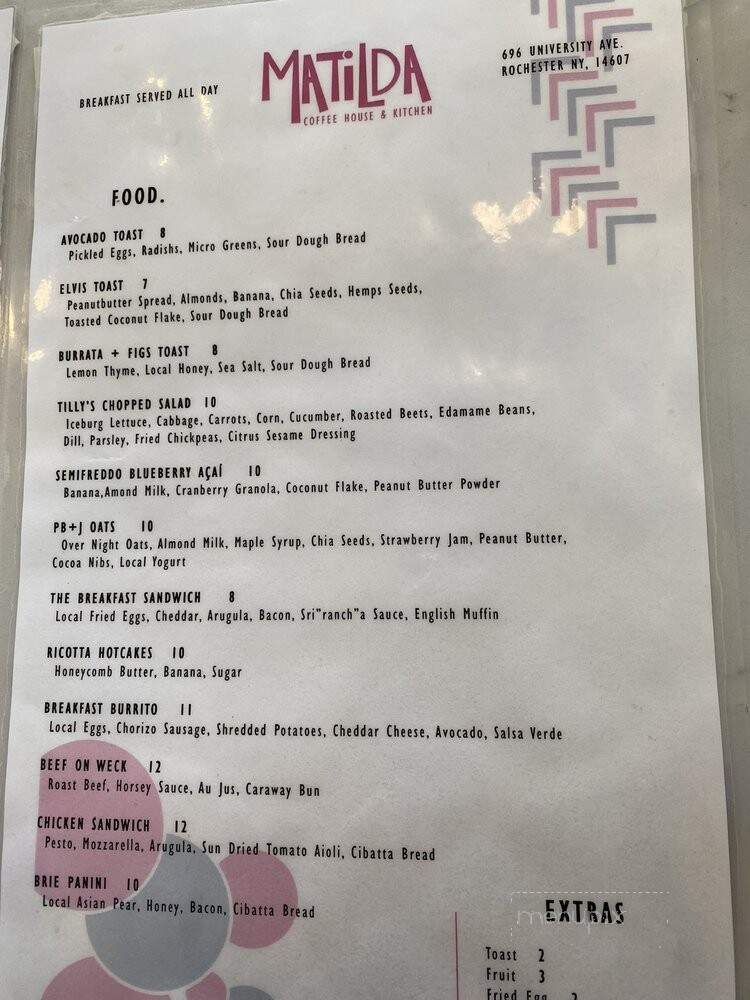 BREAKFAST SERVED ALL DAY
MATILDA
COFFEE HOUSE & KITCHEN
696 UNIVERSITY AVE.
ROCHESTER NY, 14607
FOOD.
AVOCADO TOAST 8
Pickled Eggs, Radishs, Micro Greens, Sour Dough Bread
ELVIS TOAST 7
Peanutbutter Spread, Almonds, Banana, Chia Seeds, Hemps Seeds,
Toasted Coconut Flake, Sour Dough Bread
BURRATA + FIGS TOAST 8
Lemon Thyme, Local Honey, Sea Salt, Sour Dough Bread
TILLY'S CHOPPED SALAD 10
Iceburg Lettuce, Cabbage, Carrots, Corn, Cucumber, Roasted Beets, Edamame Beans,
Dill, Parsley, Fried Chickpeas, Citrus Sesame Dressing
SEMIFREDDO BLUEBERRY AÇAÍ 10
Banana,Amond Milk, Cranberry Granola, Coconut Flake, Peanut Butter Powder
PB+J OATS 10
Over Night Oats, Almond Milk, Maple Syrup, Chia Seeds, Strawberry Jam, Peanut Butter,
Cocoa Nibs, Local Yogurt
THE BREAKFAST SANDWICH 8
Local Fried Eggs, Cheddar, Arugula, Bacon, Sri"ranch"a Sauce, English Muffin
RICOTTA HOTCAKES 10
Honeycomb Butter, Banana, Sugar
BREAKFAST BURRITO 11
Local Eggs, Chorizo Sausage, Shredded Potatoes, Cheddar Cheese, Avocado, Salsa Verde
BEEF ON WECK 12
Roast Beef, Horsey Sauce, Au Jus, Caraway Bun
CHICKEN SANDWICH 12
Pesto, Mozzarella, Arugula, Sun Dried Tomato Aioli, Cibatta Bread
BRIE PANINI 10
Local Asian Pear, Honey, Bacon, Cibatta Bread
EXTRAS
Toast 2
Fruit 3
Fried Egg 2